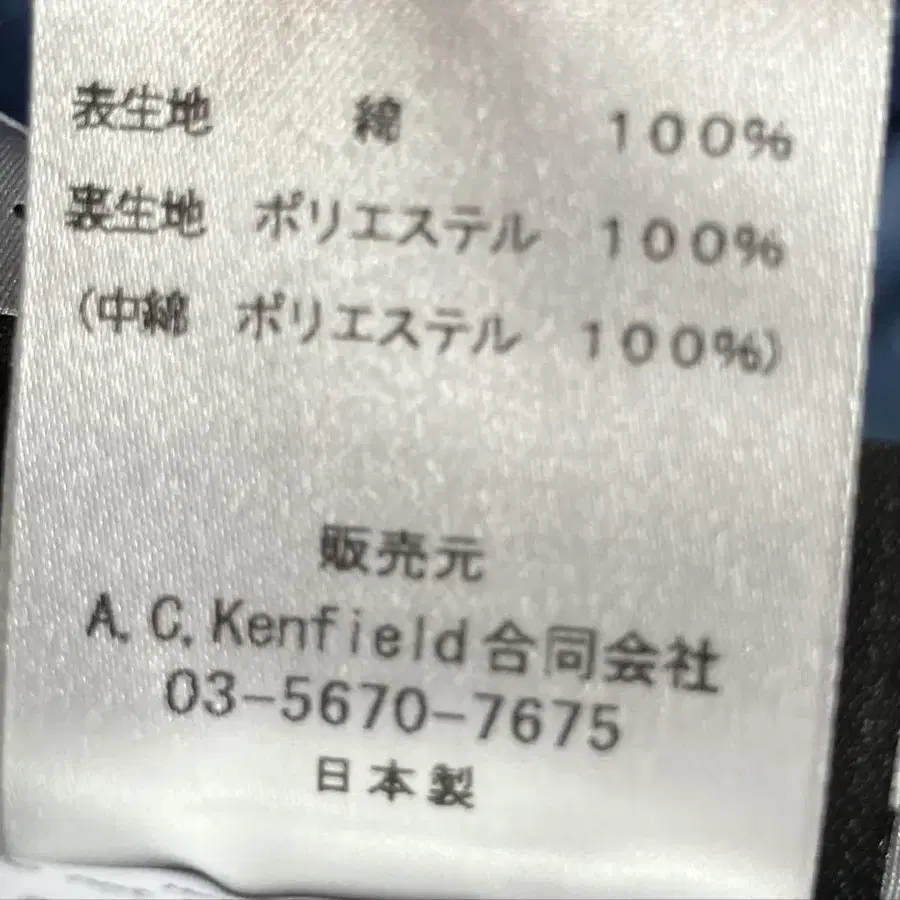 表生地 綿 100%
裏生地 ポリエステル 100%
(中綿 ポリエステル 100%)
販売元
A.C.Kenfield合同会社
03-5670-7675
日本製